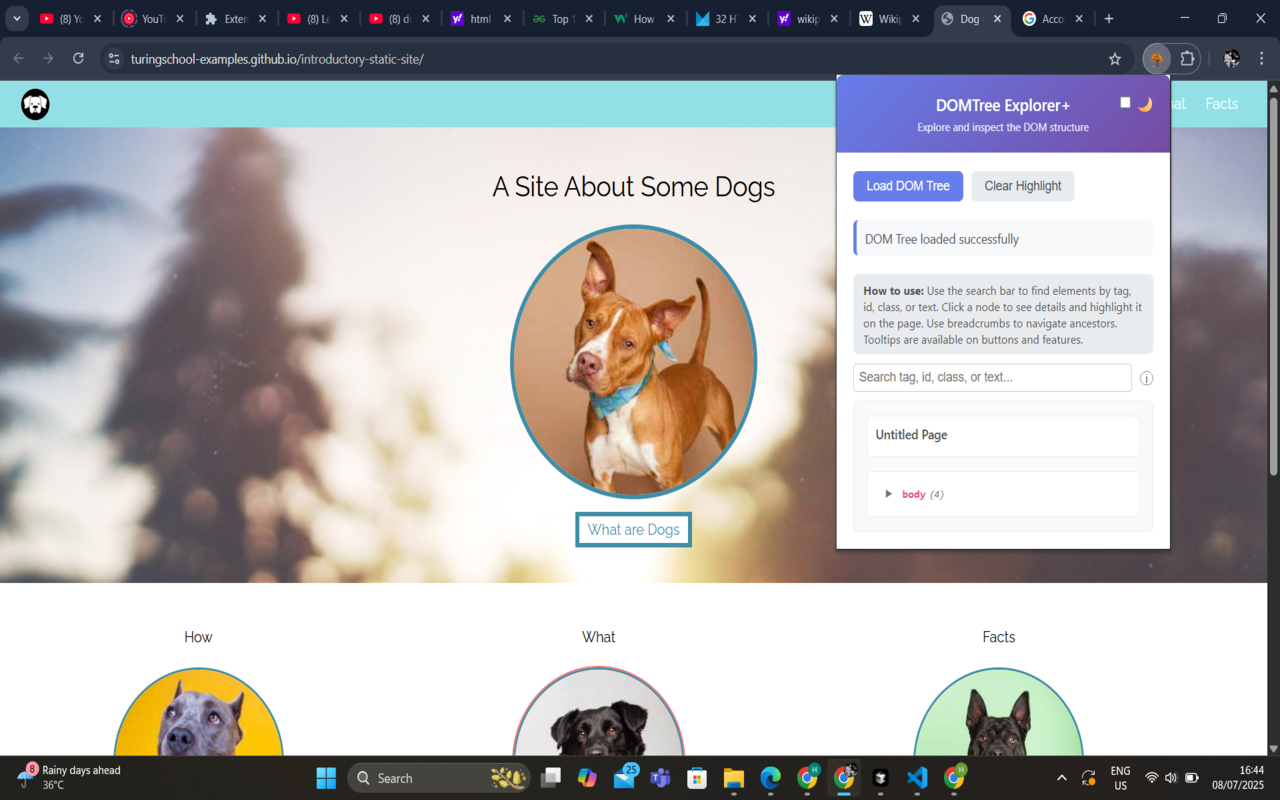 (8) Yo
YouTu
Exten
(8) Le
(8) d
html
Top 1
How
32 H
wikip
Wikip
Dog
Acco
turingschool-examples.github.io/introductory-static-site/
at
Facts
DOMTree Explorer+
Explore and inspect the DOM structure
Load DOM Tree
Clear Highlight
DOM Tree loaded successfully
How to use: Use the search bar to find elements by tag,
id, class, or text. Click a node to see details and highlight it
on the page. Use breadcrumbs to navigate ancestors.
Tooltips are available on buttons and features.
Search tag, id, class, or text...
Untitled Page
body (4)
A Site About Some Dogs
What are Dogs
How
What
Facts
8
Rainy days ahead
36°C
Search
25
ENG
US
16:44
08/07/2025